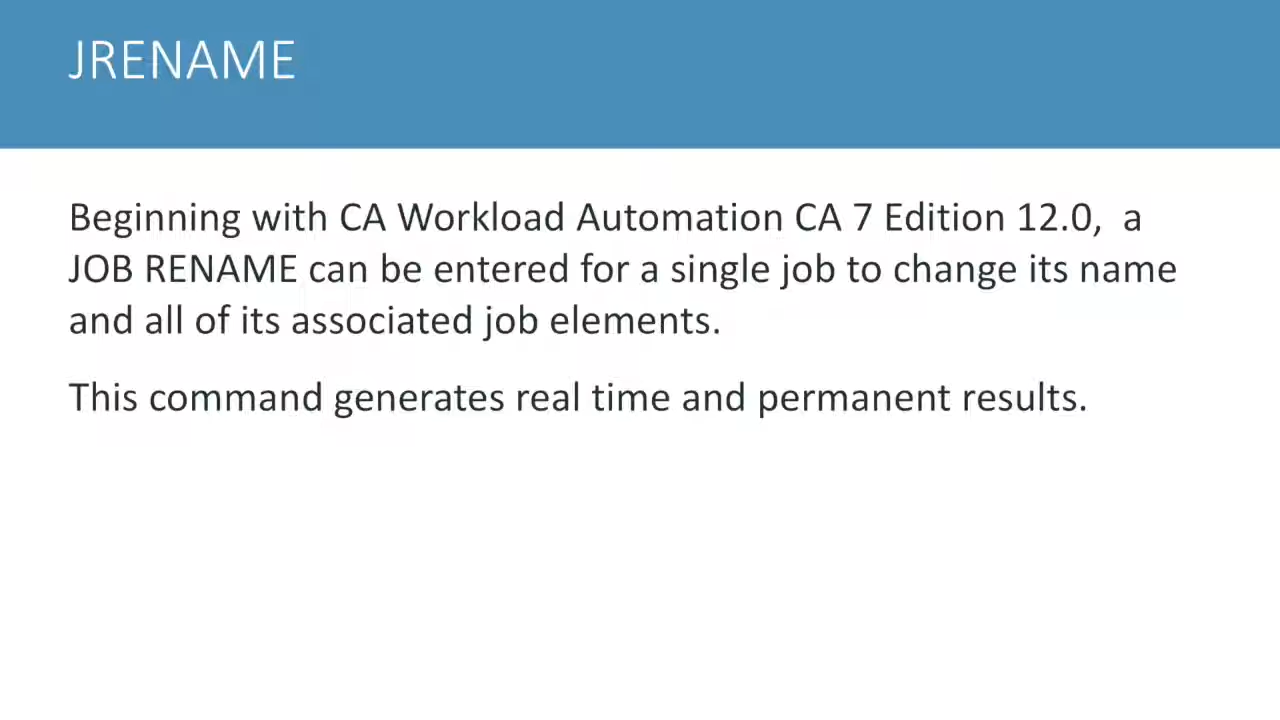 JRENAME
Beginning with CA Workload Automation CA 7 Edition 12.0,  a
JOB RENAME can be entered for a single job to change its name
and all of its associated job elements.
This command generates real time and permanent results.